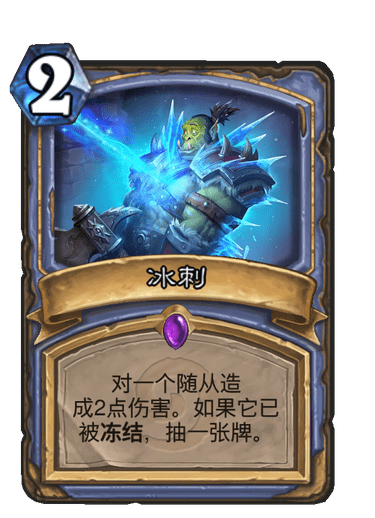 2
冰刺
对一个随从造
成2点伤害。如果它已
被冻结，抽一张牌。